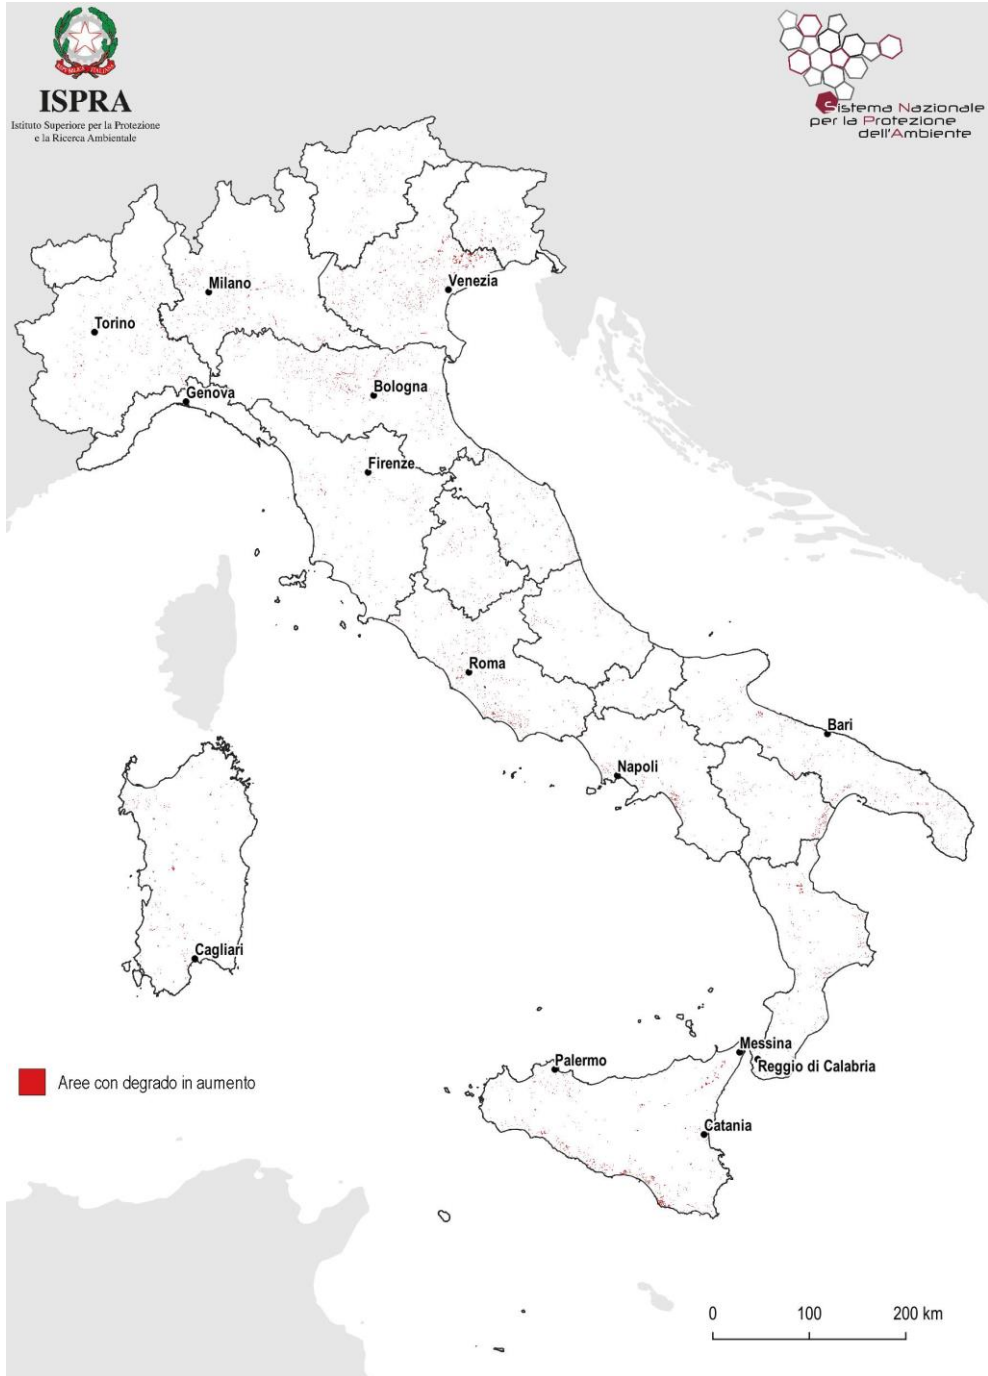 ISPRA
Istituto Superiore per la Protezione
e la Ricerca Ambientale
Sistema Nazionale
per la Protezione
dell'Ambiente
Milano
Venezia
Torino
Bologna
Genova
Firenze
Roma
Bari
Napoli
Cagliari
Messina
Palermo
Reggio di Calabria
Aree con degrado in aumento
Catania
0 100 200 km